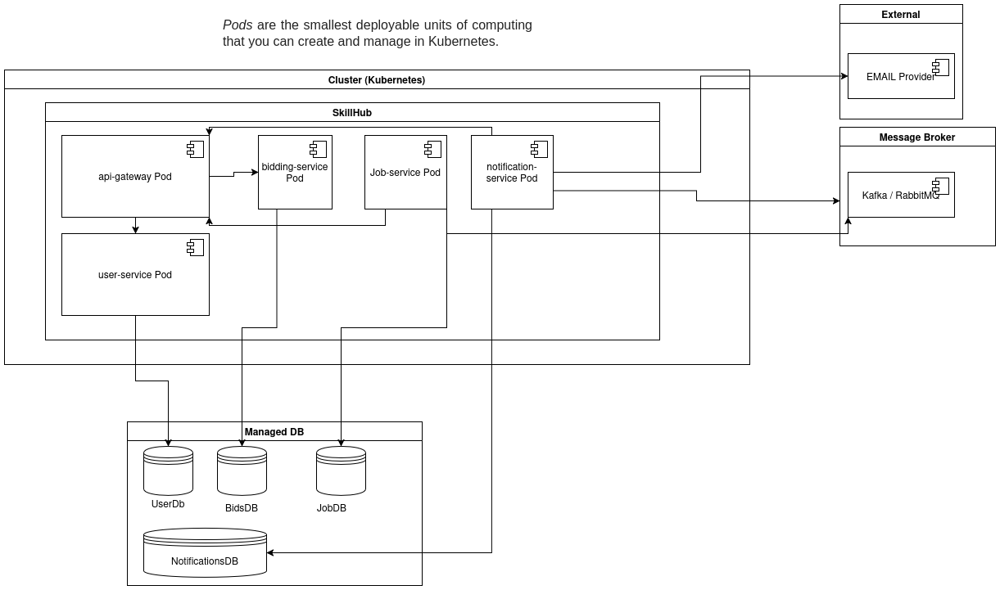 Pods are the smallest deployable units of computing
that you can create and manage in Kubernetes.
External
EMAIL Provider
Cluster (Kubernetes)
SkillHub
Message Broker
api-gateway Pod
bidding-service
Pod
Job-service Pod
notification-
service Pod
Kafka / RabbitMQ
user-service Pod
Managed DB
UserDb
BidsDB
JobDB
NotificationsDB